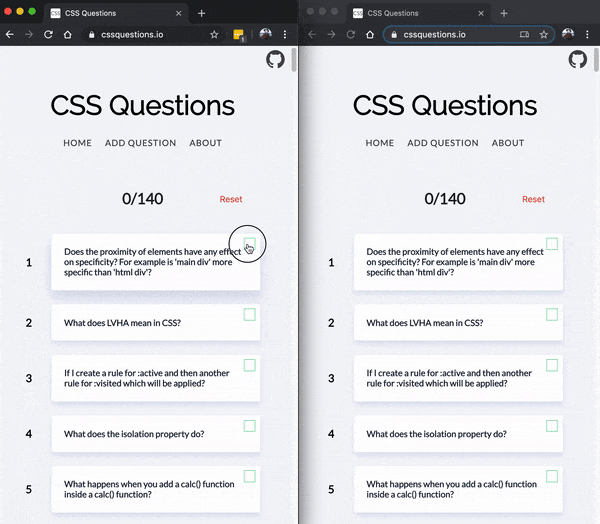 CSS Questions
cssquestions.io
CSS Questions
HOME ADD QUESTION ABOUT
0/140 Reset
1
Does the proximity of elements have any effect
on specificity? For example is 'main div' more
specific than 'html div'?
2
What does LVHA mean in CSS?
3
If I create a rule for :active and then another
rule for :visited which will be applied?
4
What does the isolation property do?
5
What happens when you add a calc() function
inside a calc() function?
CSS Questions
cssquestions.io
CSS Questions
HOME ADD QUESTION ABOUT
0/140 Reset
1
Does the proximity of elements have any effect
on specificity? For example is 'main div' more
specific than 'html div'?
2
What does LVHA mean in CSS?
3
If I create a rule for :active and then another
rule for :visited which will be applied?
4
What does the isolation property do?
5
What happens when you add a calc() function
inside a calc() function?